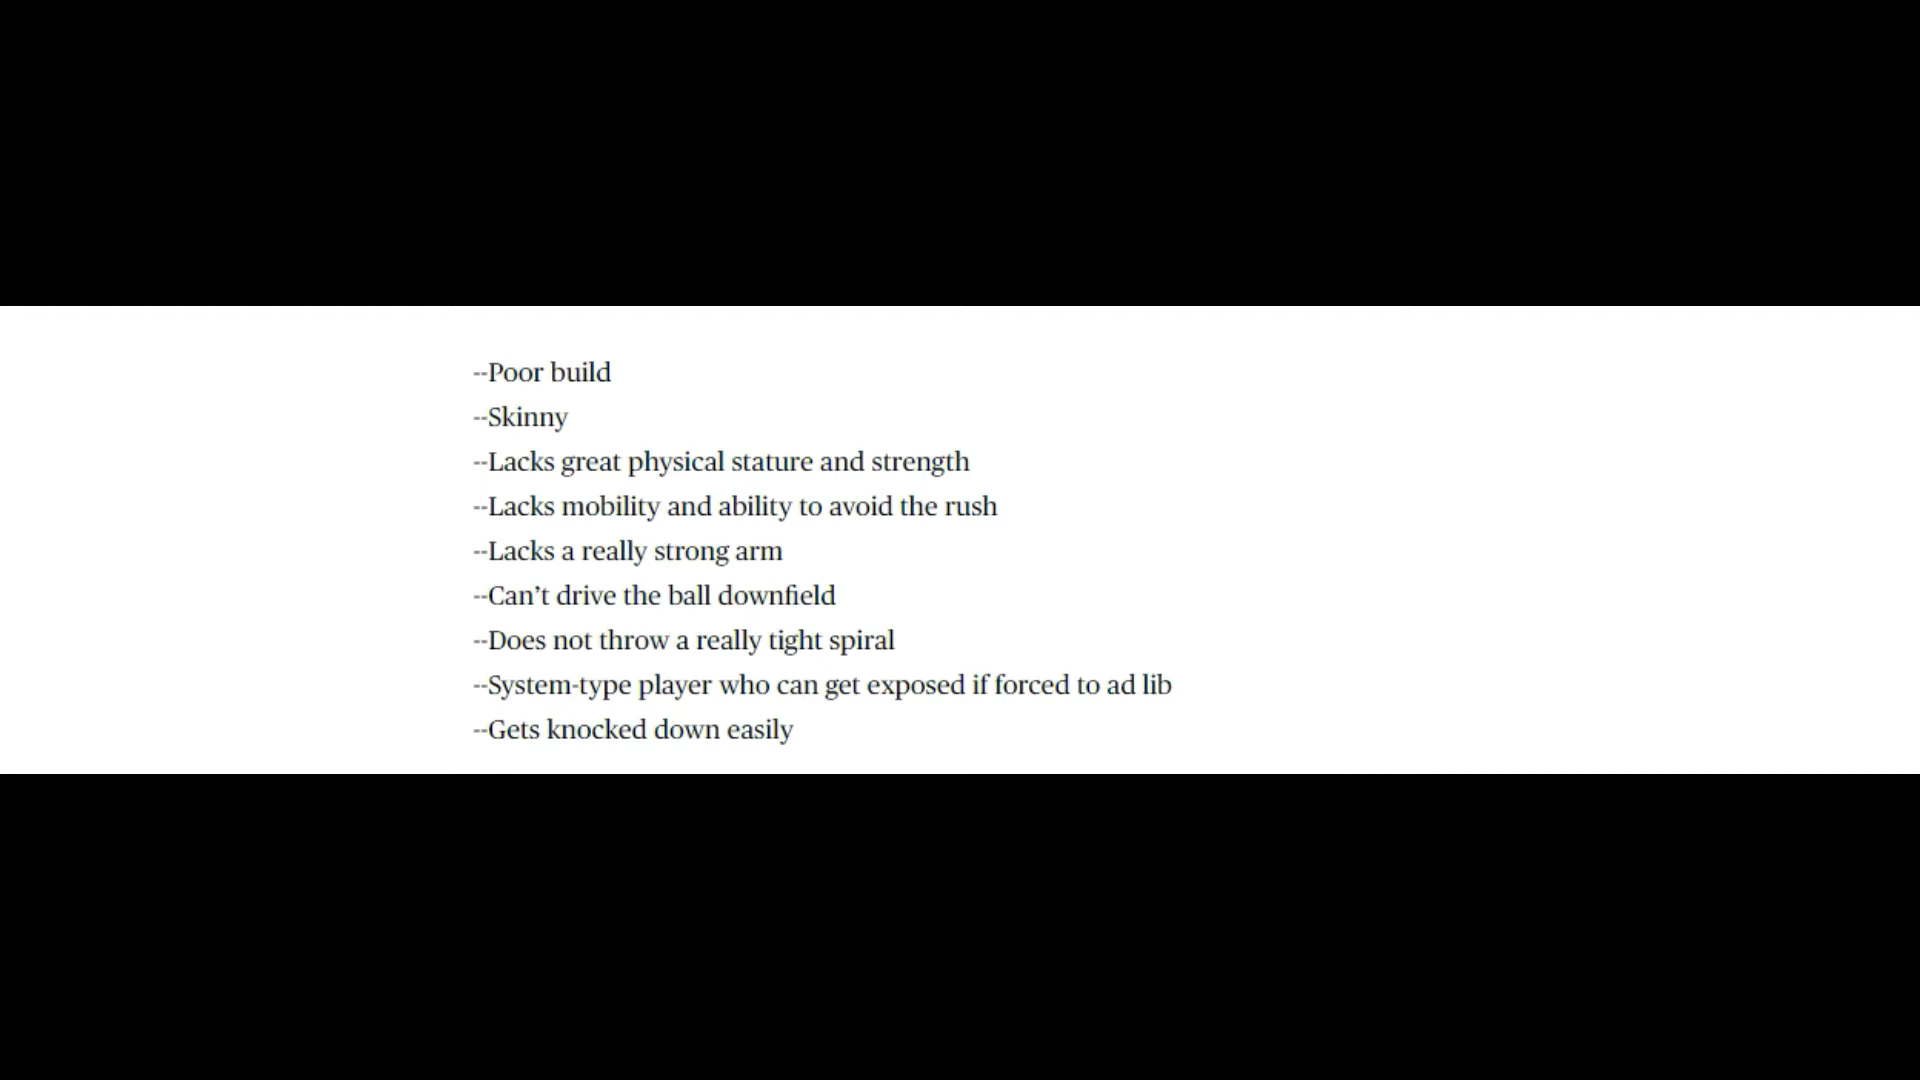 --Poor build
--Skinny
--Lacks great physical stature and strength
--Lacks mobility and ability to avoid the rush
--Lacks a really strong arm
--Can’t drive the ball downfield
--Does not throw a really tight spiral
--System-type player who can get exposed if forced to ad lib
--Gets knocked down easily